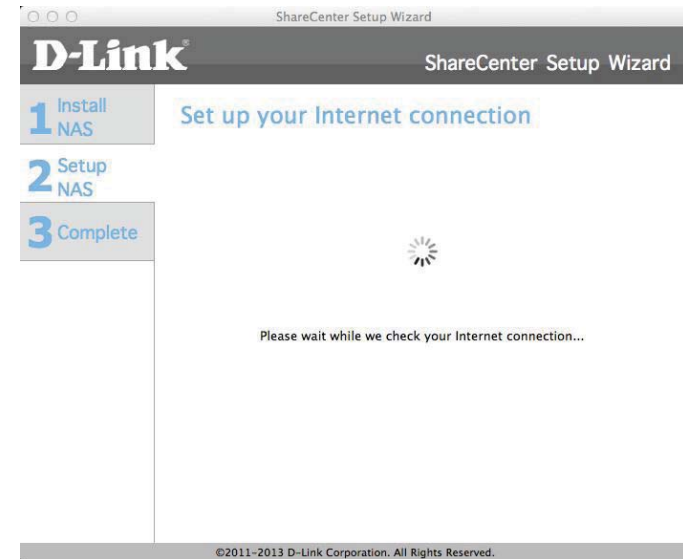 ShareCenter Setup Wizard
D-Link®
ShareCenter Setup Wizard
1 Install
NAS
2 Setup
NAS
3 Complete
Set up your Internet connection
Please wait while we check your Internet connection...
©2011-2013 D-Link Corporation. All Rights Reserved.